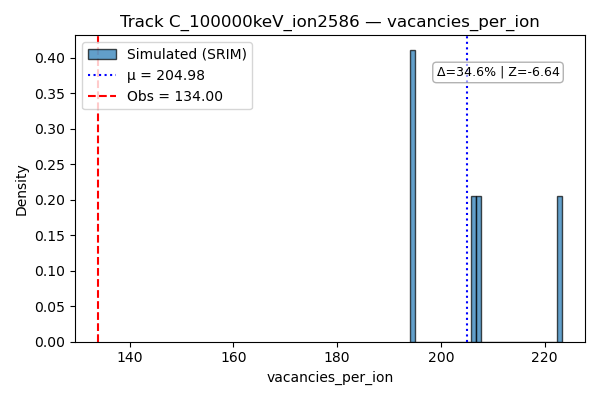 Track C_100000keV_ion2586 — vacancies_per_ion
Simulated (SRIM)
μ = 204.98
Obs = 134.00
Δ=34.6% | Z=-6.64
Density
0.40
0.35
0.30
0.25
0.20
0.15
0.10
0.05
0.00
140 160 180 200 220
vacancies_per_ion